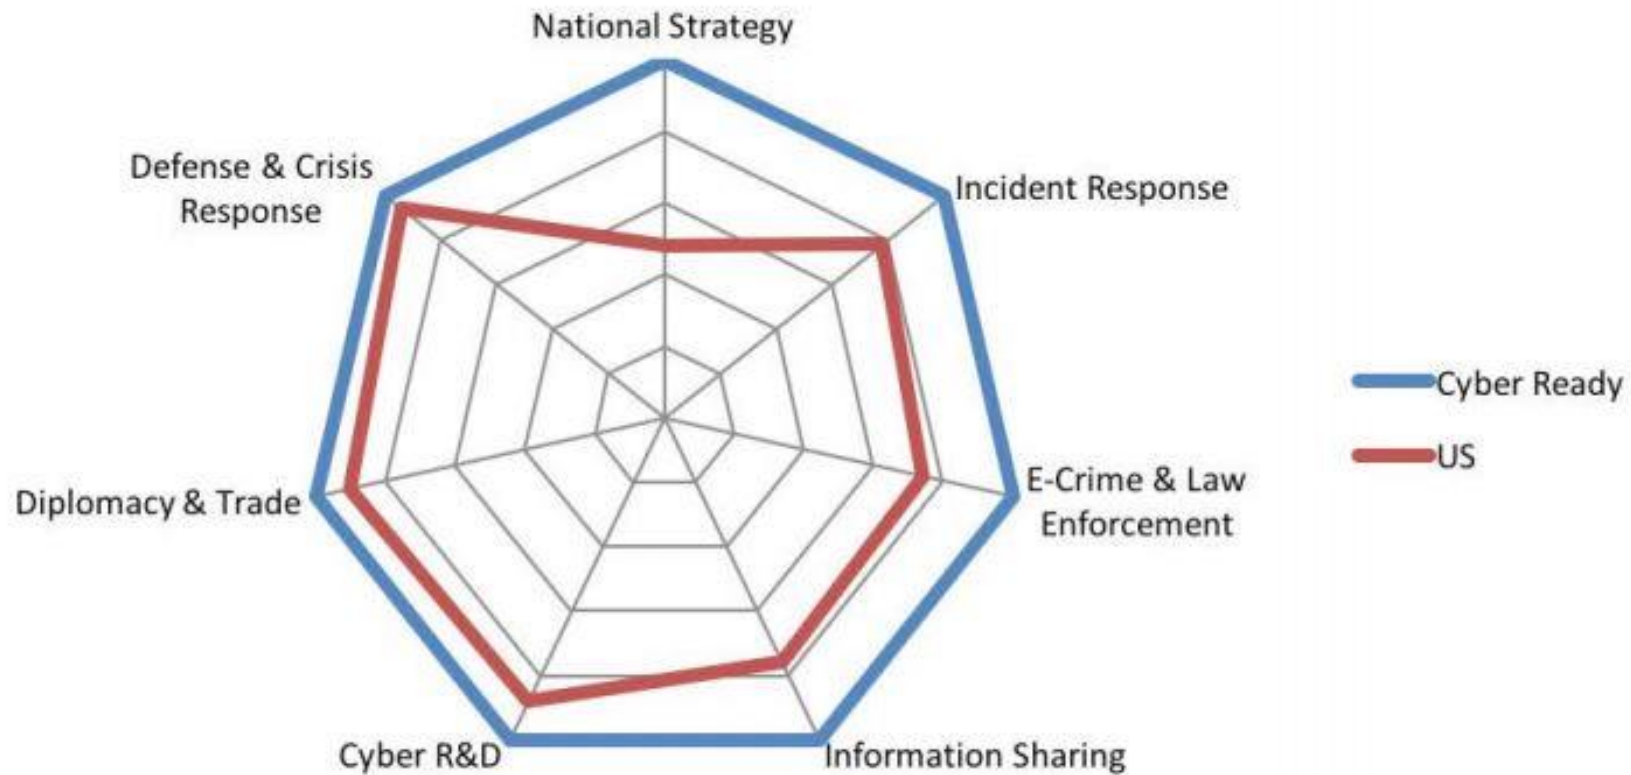 National Strategy
Defense & Crisis
Response
Incident Response
Diplomacy & Trade
E-Crime & Law
Enforcement
Cyber R&D
Information Sharing
Cyber Ready
US